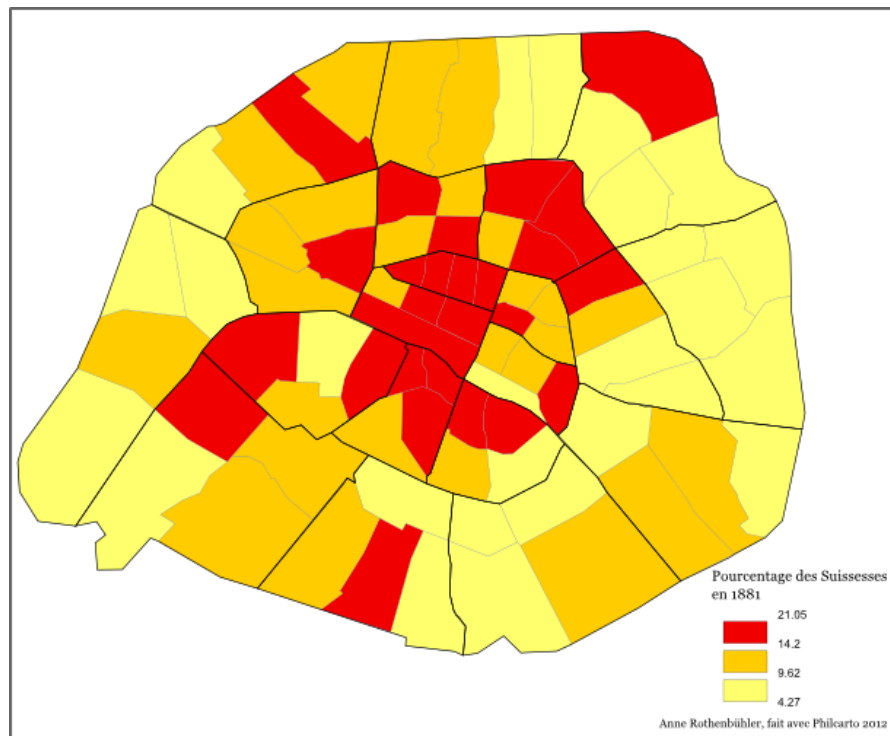 Pourcentage des Suissesses
en 1881
21.05
14.2
9.62
4.27
Anne Rothenbühler, fait avec Philcarto 2012